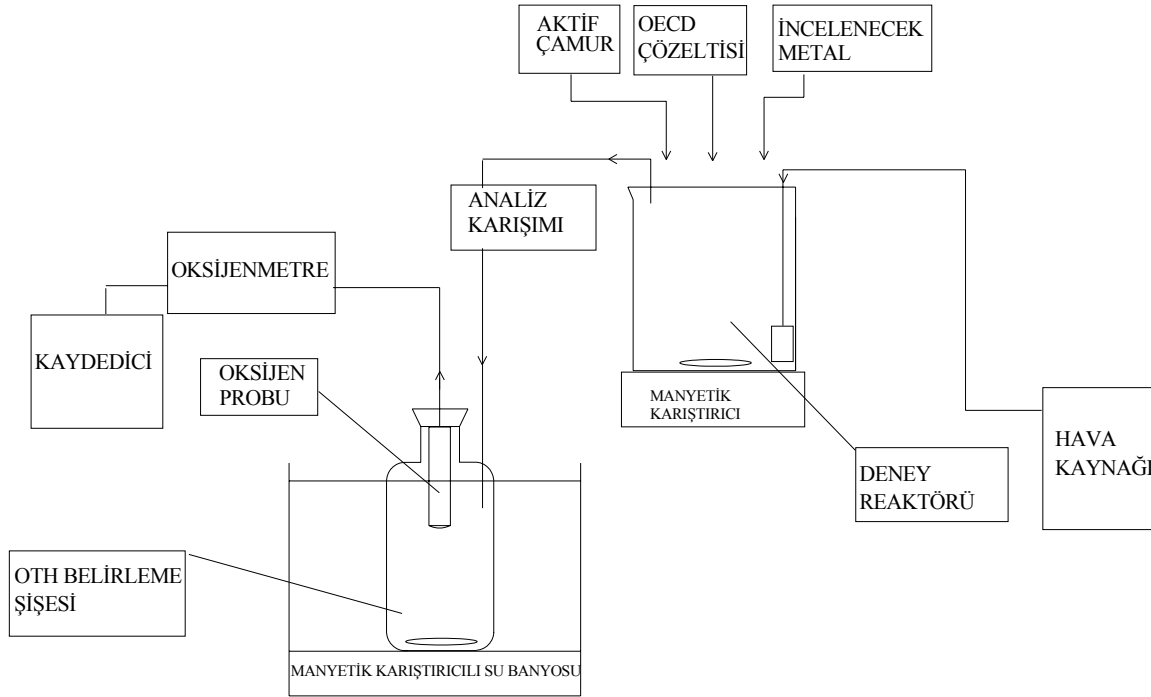 AKTİF
ÇAMUR
OECD
ÇÖZELTİSİ
İNCELENECEK
METAL
ANALİZ
KARIŞIMI
OKSİJENMETRE
KAYDEDİCİ
OKSİJEN
PROBU
MANYETİK
KARIŞTIRICI
HAVA
KAYNAĞI
DENEY
REAKTÖRÜ
OTH BELİRLEME
ŞİŞESİ
MANYETİK KARIŞTIRICILI SU BANYOSU